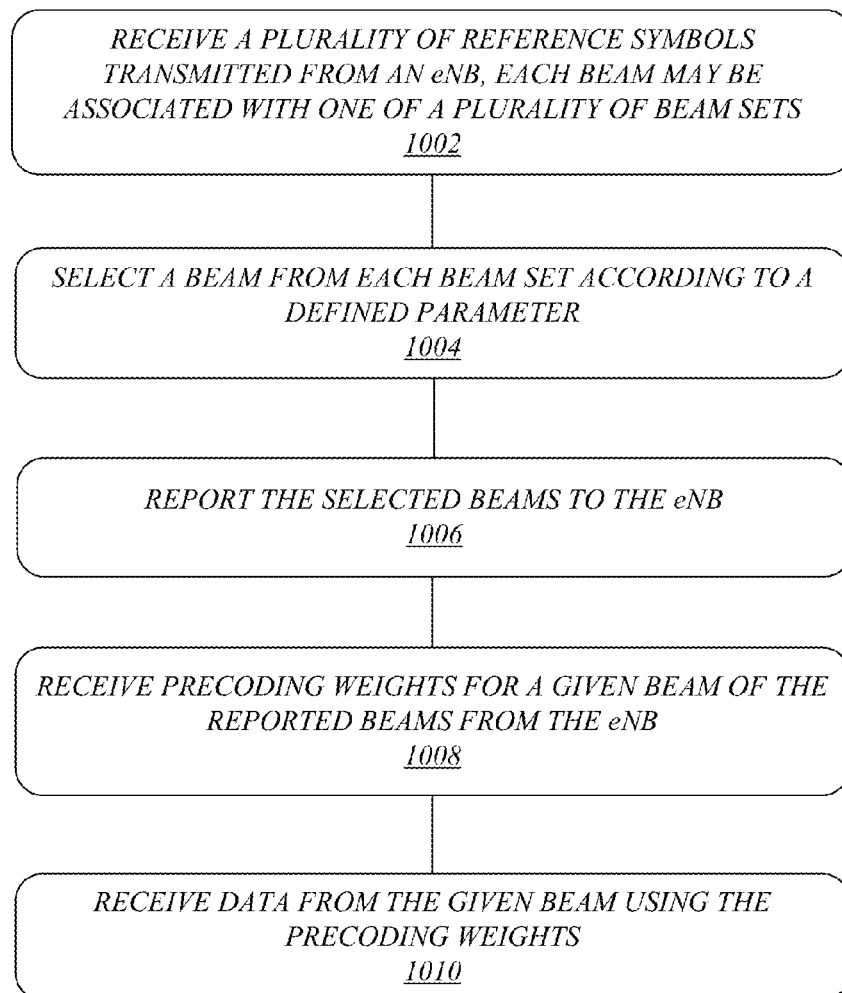 RECEIVE A PLURALITY OF REFERENCE SYMBOLS
TRANSMITTED FROM AN eNB, EACH BEAM MAY BE
ASSOCIATED WITH ONE OF A PLURALITY OF BEAM SETS
1002
SELECT A BEAM FROM EACH BEAM SET ACCORDING TO A
DEFINED PARAMETER
1004
REPORT THE SELECTED BEAMS TO THE eNB
1006
RECEIVE PRECODING WEIGHTS FOR A GIVEN BEAM OF THE
REPORTED BEAMS FROM THE eNB
1008
RECEIVE DATA FROM THE GIVEN BEAM USING THE
PRECODING WEIGHTS
1010